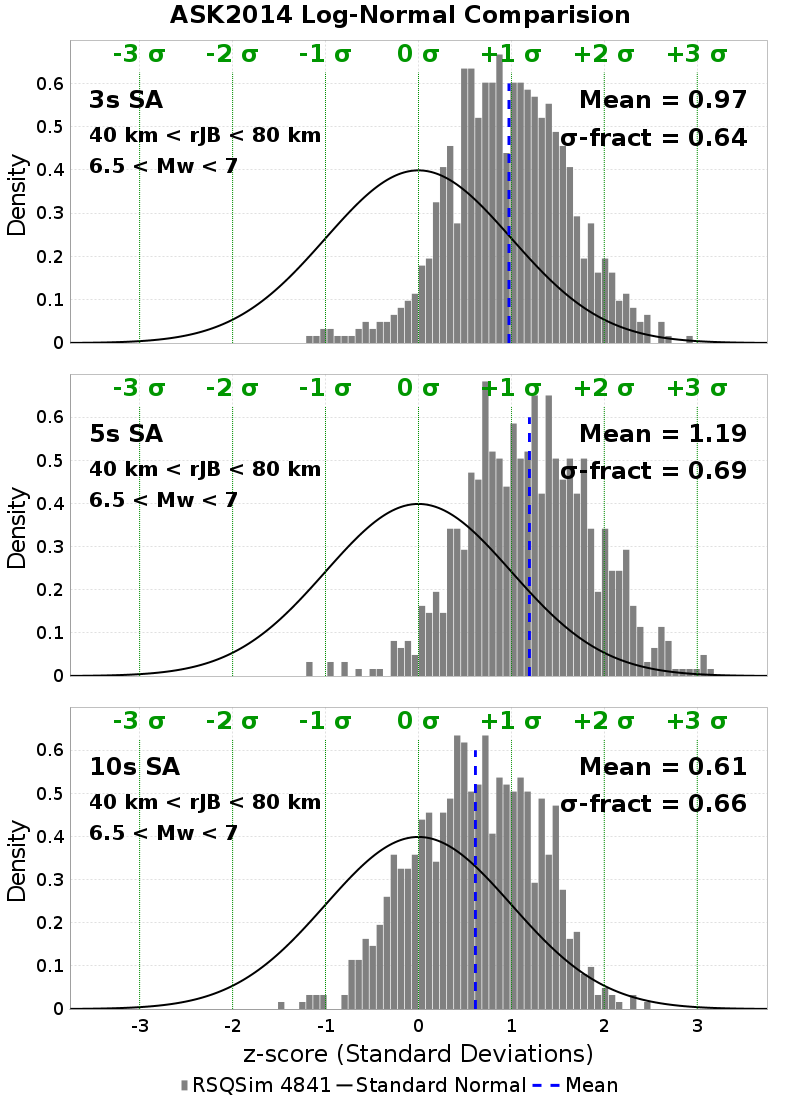 ASK2014 Log-Normal Comparision
-3 σ -2 σ -1 σ 0 σ +1 σ +2 σ +3 σ
3s SA
40 km < rJB < 80 km
6.5 < Mw < 7
Mean = 0.97
σ-fract = 0.64
Density
0.6
0.5
0.4
0.3
0.2
0.1
0
-3 σ -2 σ -1 σ 0 σ +1 σ +2 σ +3 σ
5s SA
40 km < rJB < 80 km
6.5 < Mw < 7
Mean = 1.19
σ-fract = 0.69
Density
0.6
0.5
0.4
0.3
0.2
0.1
0
-3 σ -2 σ -1 σ 0 σ +1 σ +2 σ +3 σ
10s SA
40 km < rJB < 80 km
6.5 < Mw < 7
Mean = 0.61
σ-fract = 0.66
Density
0.6
0.5
0.4
0.3
0.2
0.1
0
-3 -2 -1 0 1 2 3
z-score (Standard Deviations)
RSQSim 4841 Standard Normal Mean